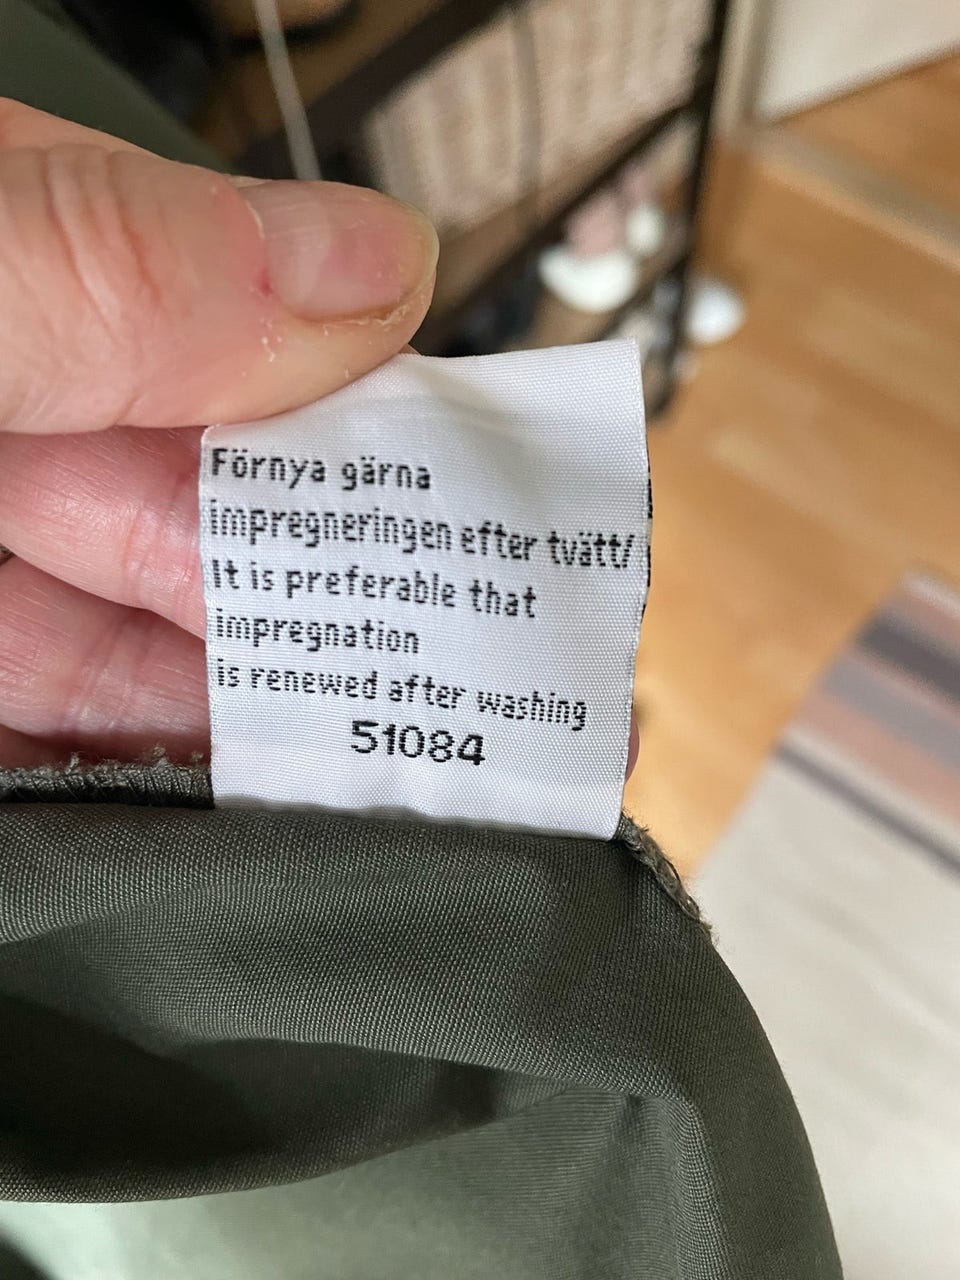 Förnya gärna
impregneringen efter tvätt/
It is preferable that
impregnation
is renewed after washing
51084